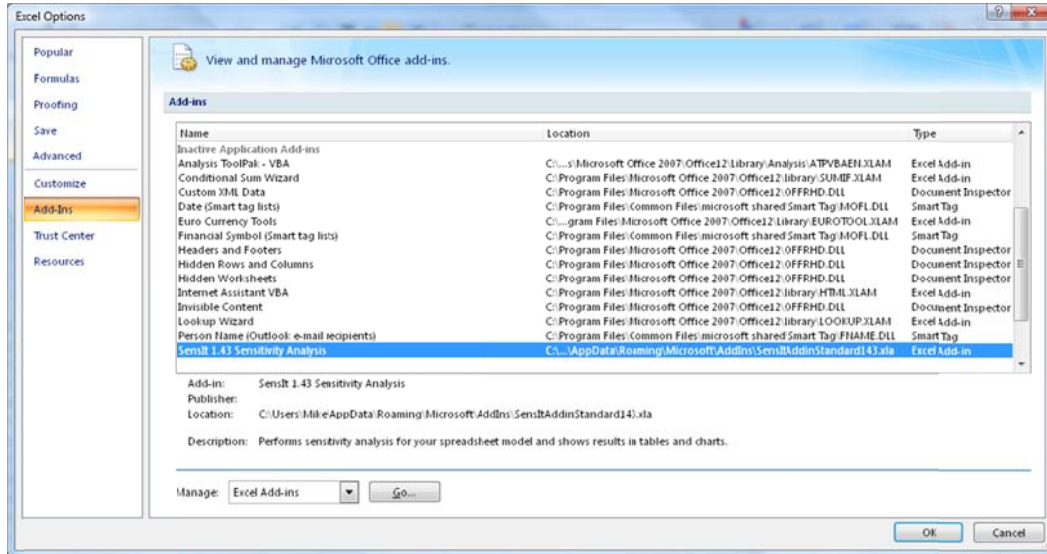 Excel Options
Popular
Formulas
Proofing
Save
Advanced
Customize
Add-Ins
Trust Center
Resources
View and manage Microsoft Office add-ins.
Add-ins
Name Location Type
Inactive Application Add-ins
Analysis ToolPak - VBA C:\...s\Microsoft Office 2007\Office12\Library\Analysis\ATPVBAEN.XLAM Excel Add-in
Conditional Sum Wizard C:\Program Files\Microsoft Office 2007\Office12\library\SUMIF.XLAM Excel Add-in
Custom XML Data C:\Program Files\Microsoft Office 2007\Office12\OFFRHD.DLL Document Inspector
Date (Smart tag lists) C:\Program Files\Common Files\microsoft shared\Smart Tag\MOFL.DLL Smart Tag
Euro Currency Tools C:\...gram Files\Microsoft Office 2007\Office12\Library\EUROTOOL.XLAM Excel Add-in
Financial Symbol (Smart tag lists) C:\Program Files\Common Files\microsoft shared\Smart Tag\MOFL.DLL Smart Tag
Headers and Footers C:\Program Files\Microsoft Office 2007\Office12\OFFRHD.DLL Document Inspector
Hidden Rows and Columns C:\Program Files\Microsoft Office 2007\Office12\OFFRHD.DLL Document Inspector
Hidden Worksheets C:\Program Files\Microsoft Office 2007\Office12\OFFRHD.DLL Document Inspector
Internet Assistant VBA C:\Program Files\Microsoft Office 2007\Office12\library\HTML.XLAM Excel Add-in
Invisible Content C:\Program Files\Microsoft Office 2007\Office12\OFFRHD.DLL Document Inspector
Lookup Wizard C:\Program Files\Microsoft Office 2007\Office12\library\LOOKUP.XLAM Excel Add-in
Person Name (Outlook e-mail recipients) C:\Program Files\Common Files\microsoft shared\Smart Tag\FNAME.DLL Smart Tag
SensIt 1.43 Sensitivity Analysis C:\...\AppData\Roaming\Microsoft\AddIns\SensItAddinStandard143.xla Excel Add-in
Add-in: SensIt 1.43 Sensitivity Analysis
Publisher:
Location: C:\Users\Mike\AppData\Roaming\Microsoft\AddIns\SensItAddinStandard143.xla
Description: Performs sensitivity analysis for your spreadsheet model and shows results in tables and charts.
Manage: Excel Add-ins Go...
OK Cancel